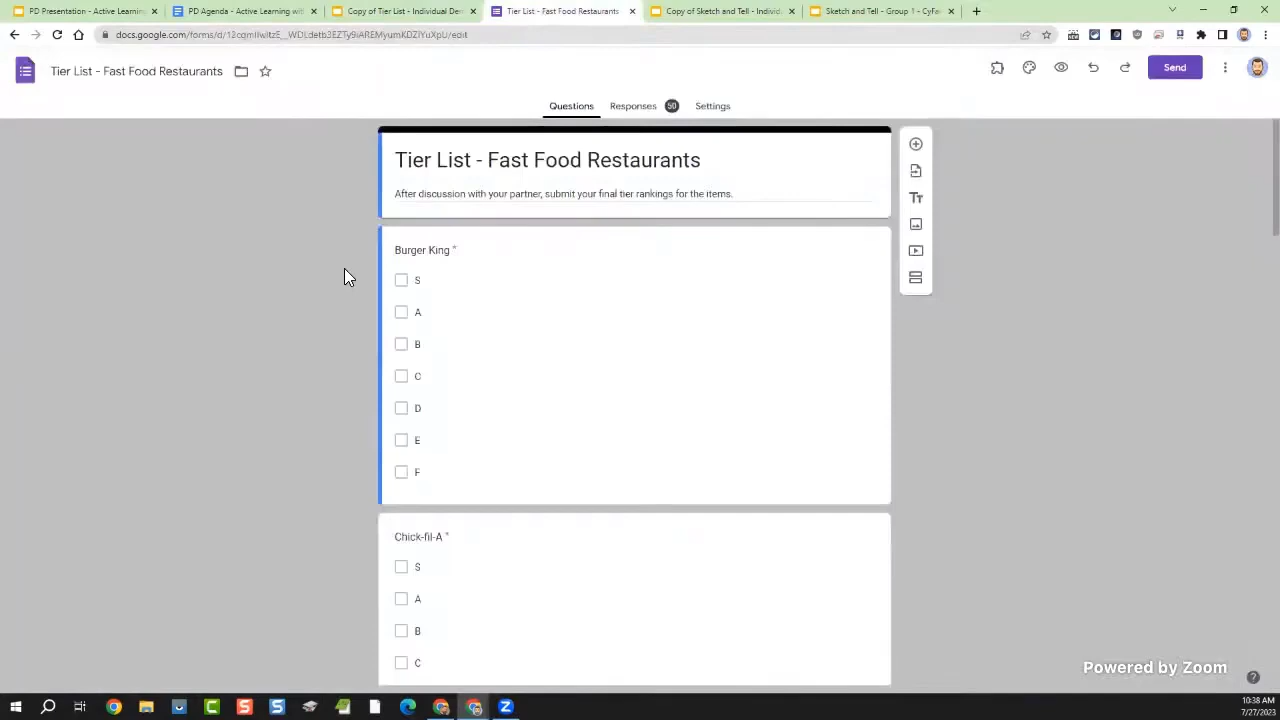 PD Presentation - Active Learning
PD Agenda - Active Learning with
Copy of Tier List - Individual Der
Tier List - Fast Food Restaurants
Copy of Sketch and Tell - Individ
Sketch and Tell - Group 1 - CyFa
Tier List - Fast Food Restaurants
Send
Questions
Responses
50
Settings
Tier List - Fast Food Restaurants
After discussion with your partner, submit your final tier rankings for the items.
Burger King *
S
A
B
C
D
E
F
Chick-fil-A *
S
A
B
C
Powered by Zoom
10:38 AM
7/27/2023